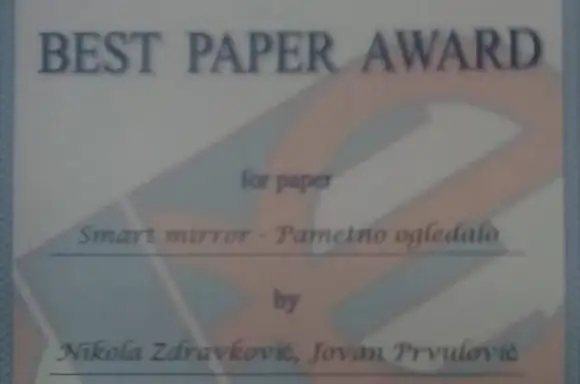 BEST PAPER AWARD
for paper
Smart mirror - Pametno ogledalo
by
Nikola Zdravković, Jovan Prvulović